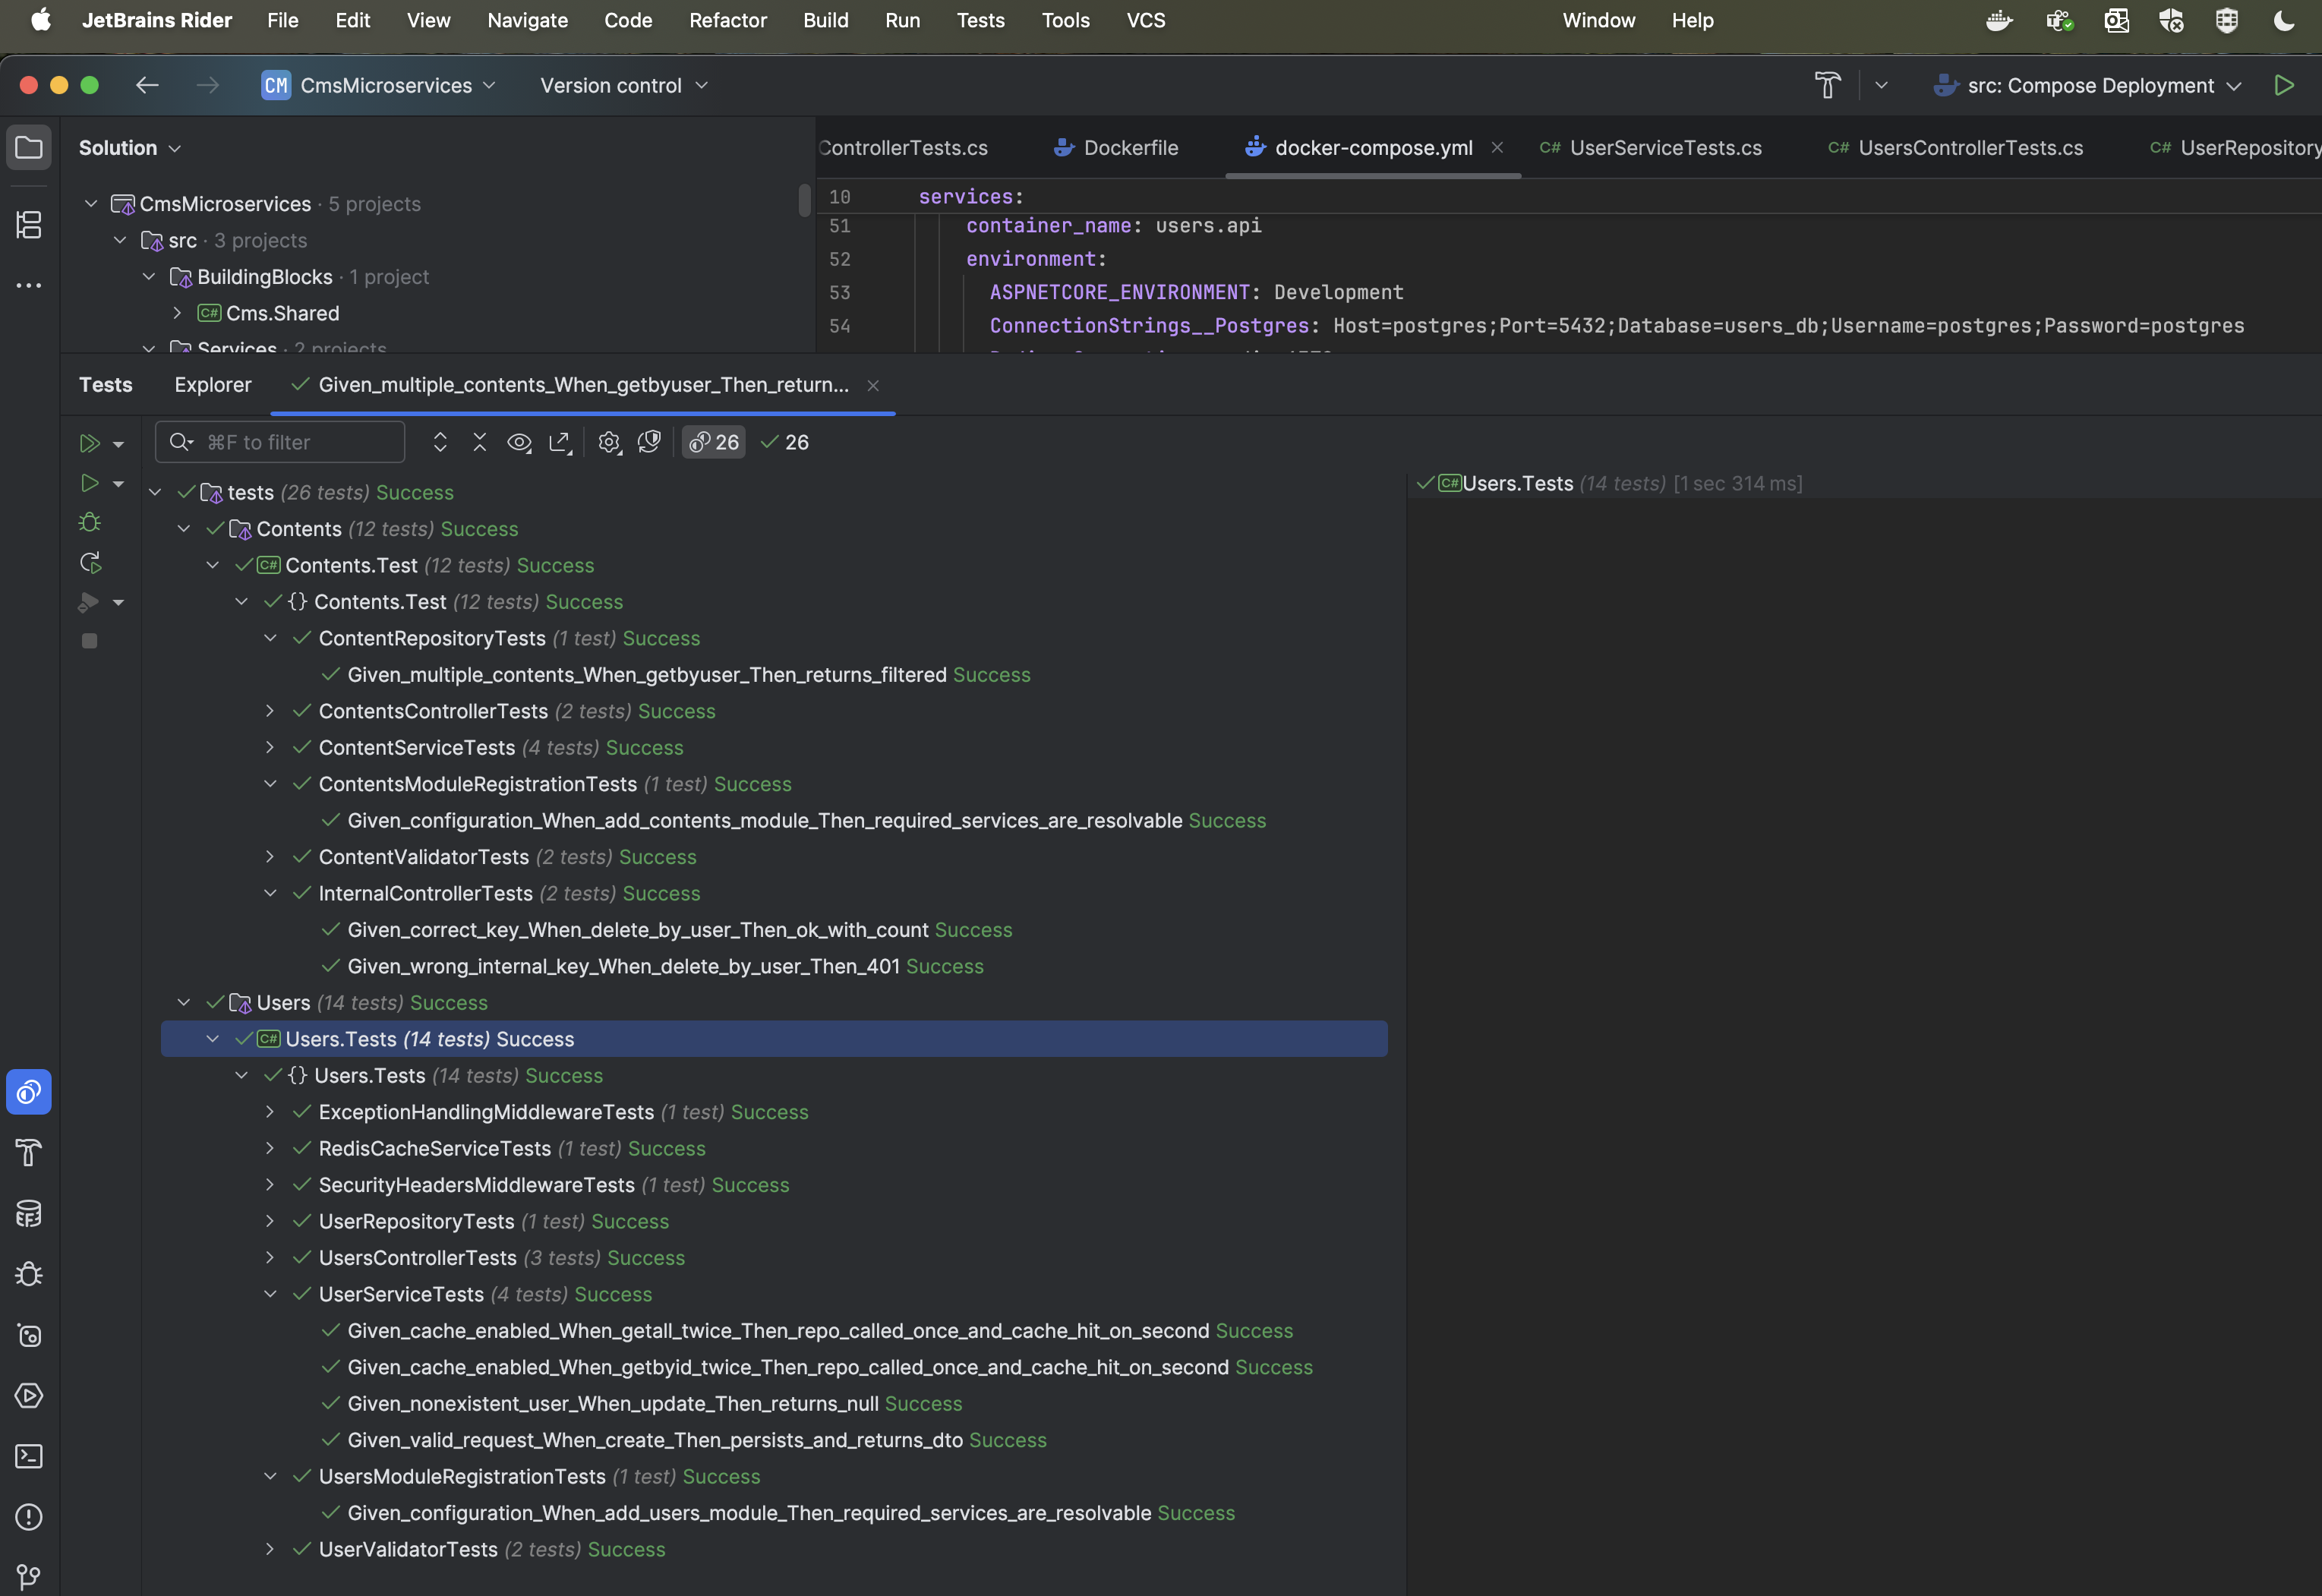 JetBrains Rider File Edit View Navigate Code Refactor Build Run Tests Tools VCS Window Help
CM CmsMicroservices Version control src: Compose Deployment
Solution
ControllerTests.cs Dockerfile docker-compose.yml C# UserServiceTests.cs C# UsersControllerTests.cs C# UserRepository
CmsMicroservices · 5 projects
src · 3 projects
BuildingBlocks · 1 project
C# Cms.Shared
Services · 2 projects
10 services:
51 container_name: users.api
52 environment:
53 ASPNETCORE_ENVIRONMENT: Development
54 ConnectionStrings__Postgres: Host=postgres;Port=5432;Database=users_db;Username=postgres;Password=postgres
Tests Explorer Given_multiple_contents_When_getbyuser_Then_return...
⌘F to filter 26 26
tests (26 tests) Success
Contents (12 tests) Success
C# Contents.Test (12 tests) Success
{} Contents.Test (12 tests) Success
ContentRepositoryTests (1 test) Success
Given_multiple_contents_When_getbyuser_Then_returns_filtered Success
ContentsControllerTests (2 tests) Success
ContentServiceTests (4 tests) Success
ContentsModuleRegistrationTests (1 test) Success
Given_configuration_When_add_contents_module_Then_required_services_are_resolvable Success
ContentValidatorTests (2 tests) Success
InternalControllerTests (2 tests) Success
Given_correct_key_When_delete_by_user_Then_ok_with_count Success
Given_wrong_internal_key_When_delete_by_user_Then_401 Success
Users (14 tests) Success
C# Users.Tests (14 tests) Success
{} Users.Tests (14 tests) Success
ExceptionHandlingMiddlewareTests (1 test) Success
RedisCacheServiceTests (1 test) Success
SecurityHeadersMiddlewareTests (1 test) Success
UserRepositoryTests (1 test) Success
UsersControllerTests (3 tests) Success
UserServiceTests (4 tests) Success
Given_cache_enabled_When_getall_twice_Then_repo_called_once_and_cache_hit_on_second Success
Given_cache_enabled_When_getbyid_twice_Then_repo_called_once_and_cache_hit_on_second Success
Given_nonexistent_user_When_update_Then_returns_null Success
Given_valid_request_When_create_Then_persists_and_returns_dto Success
UsersModuleRegistrationTests (1 test) Success
Given_configuration_When_add_users_module_Then_required_services_are_resolvable Success
UserValidatorTests (2 tests) Success
C# Users.Tests (14 tests) [1 sec 314 ms]